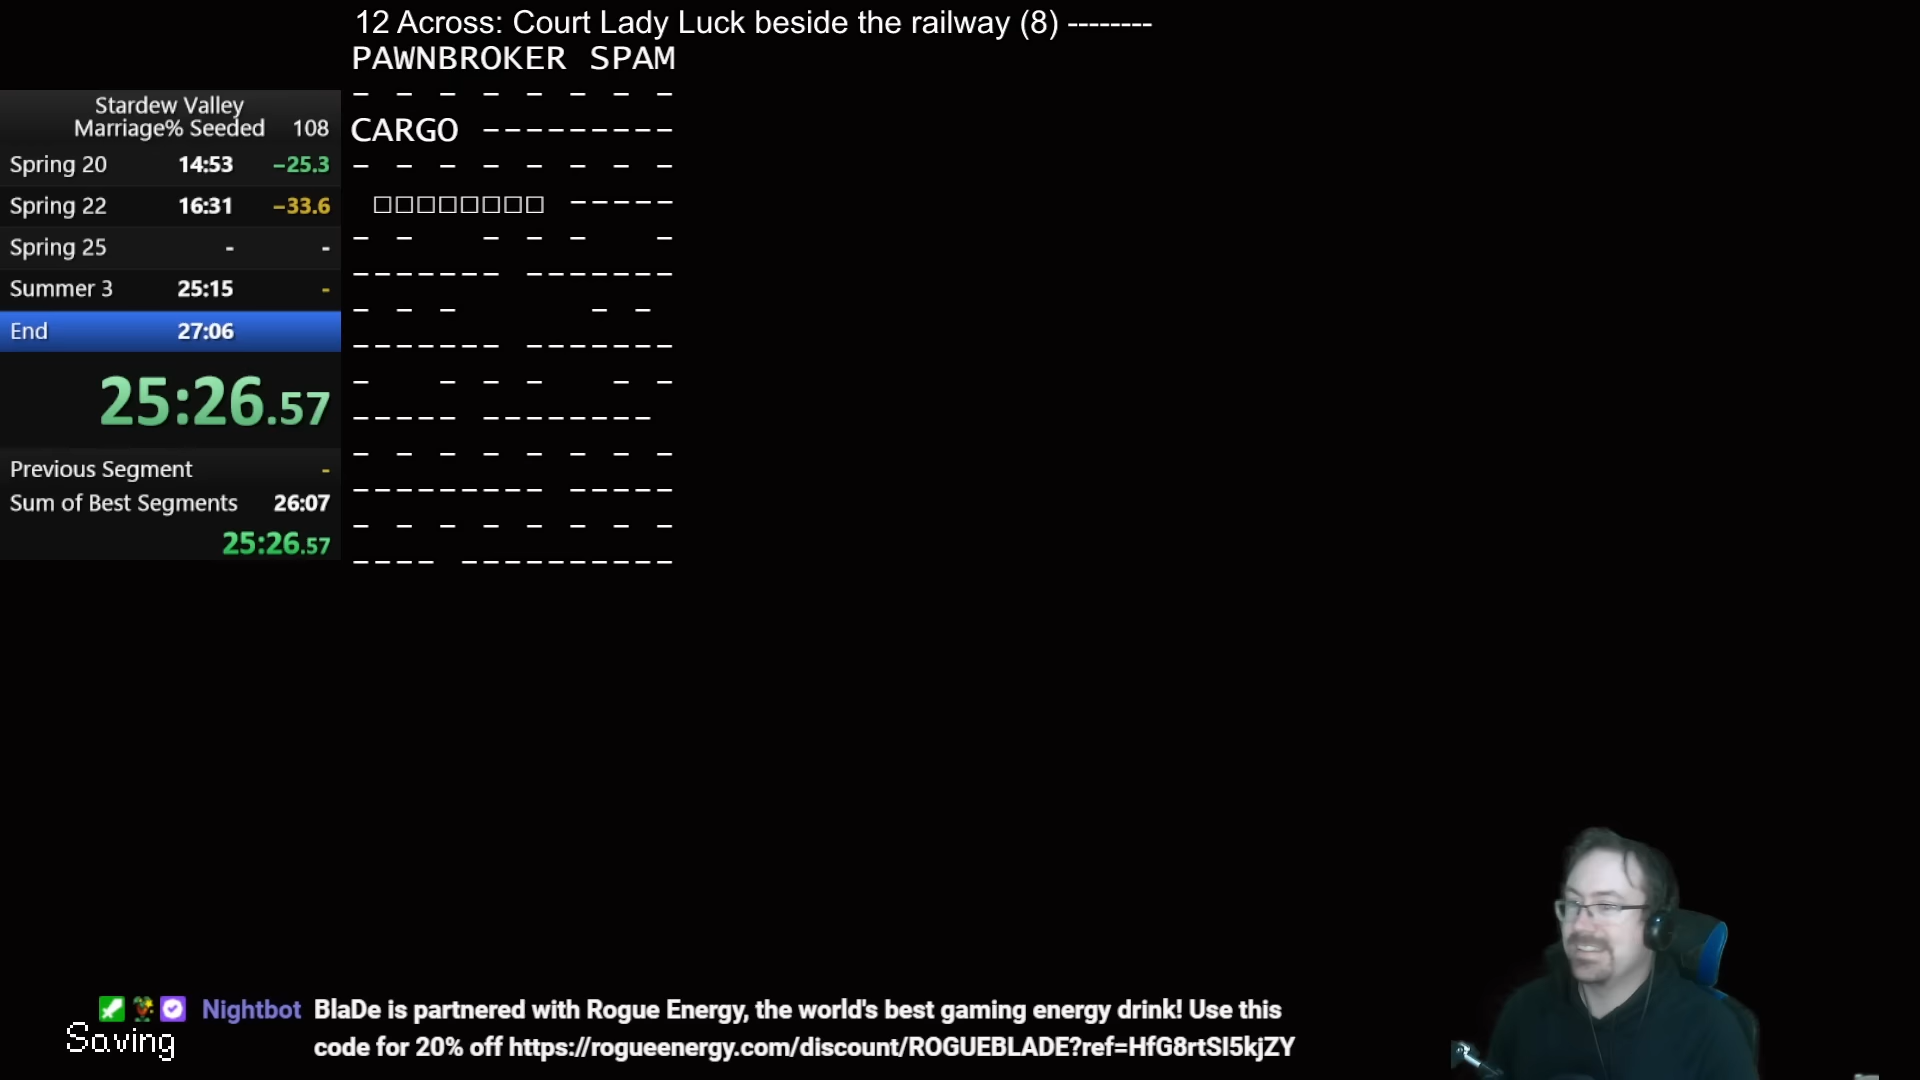 12 Across: Court Lady Luck beside the railway (8) --------
PAWNBROKER SPAM
- - - - - - - -
CARGO ---------
- - - - - - - -
□□□□□□□□ -----
- - - - - -
------- -------
- - - - -
------- -------
- - - - - -
----- --------
- - - - - - - -
--------- -----
- - - - - - - -
---- ----------
Stardew Valley
Marriage% Seeded 108
Spring 20 14:53 −25.3
Spring 22 16:31 −33.6
Spring 25 - -
Summer 3 25:15 -
End 27:06
25:26.57
Previous Segment -
Sum of Best Segments 26:07
25:26.57
Nightbot BlaDe is partnered with Rogue Energy, the world's best gaming energy drink! Use this
code for 20% off https://rogueenergy.com/discount/ROGUEBLADE?ref=HfG8rtSI5kjZY
Saving